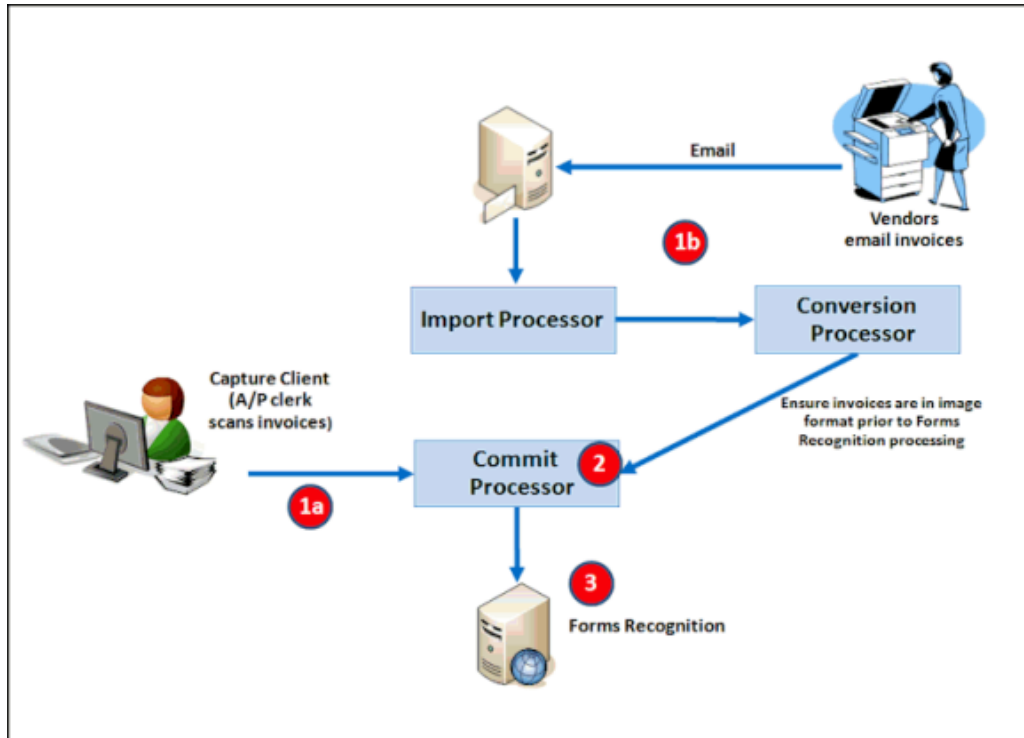 Email
Vendors
email invoices
1b
Import Processor
Conversion
Processor
Capture Client
(A/P clerk
scans invoices)
Ensure invoices are in image
format prior to Forms
Recognition processing
1a
Commit
Processor
2
3
Forms Recognition